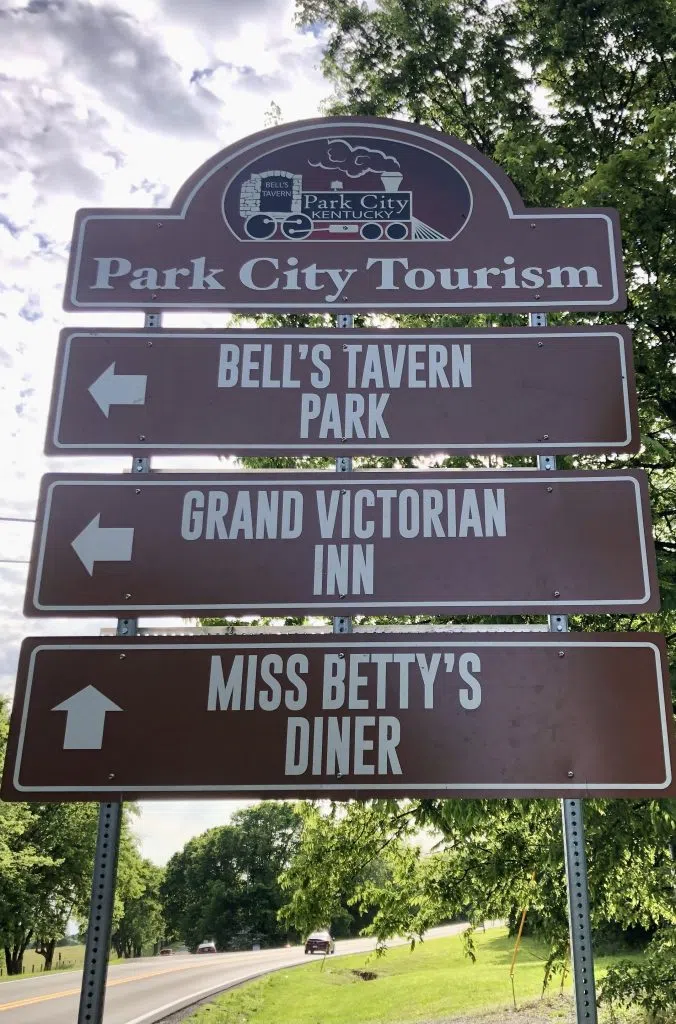 BELL'S
TAVERN
Park City
KENTUCKY
Park City Tourism
BELL'S TAVERN
PARK
GRAND VICTORIAN
INN
MISS BETTY'S
DINER